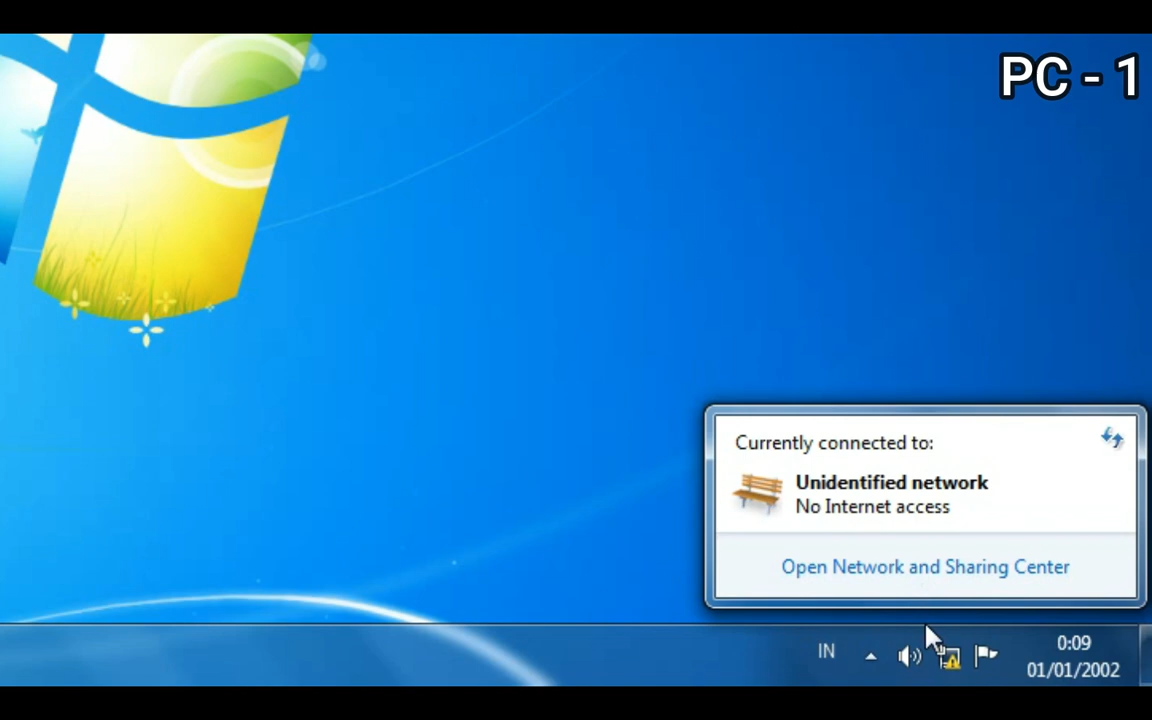 PC - 1
Currently connected to:
Unidentified network
No Internet access
Open Network and Sharing Center
IN
0:09
01/01/2002